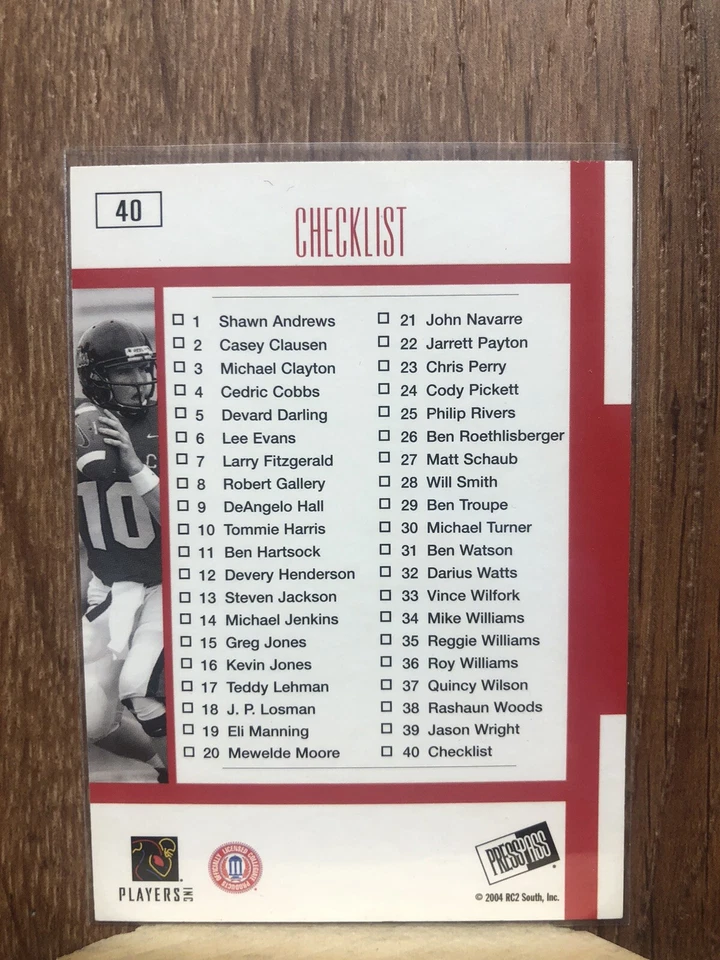 40
CHECKLIST
1 Shawn Andrews
2 Casey Clausen
3 Michael Clayton
4 Cedric Cobbs
5 Devard Darling
6 Lee Evans
7 Larry Fitzgerald
8 Robert Gallery
9 DeAngelo Hall
10 Tommie Harris
11 Ben Hartsock
12 Devery Henderson
13 Steven Jackson
14 Michael Jenkins
15 Greg Jones
16 Kevin Jones
17 Teddy Lehman
18 J. P. Losman
19 Eli Manning
20 Mewelde Moore
21 John Navarre
22 Jarrett Payton
23 Chris Perry
24 Cody Pickett
25 Philip Rivers
26 Ben Roethlisberger
27 Matt Schaub
28 Will Smith
29 Ben Troupe
30 Michael Turner
31 Ben Watson
32 Darius Watts
33 Vince Wilfork
34 Mike Williams
35 Reggie Williams
36 Roy Williams
37 Quincy Wilson
38 Rashaun Woods
39 Jason Wright
40 Checklist
10
PLAYERS INC
OFFICIALLY LICENSED COLLEGIATE PRODUCTS
PRESS PASS
© 2004 RC2 South, Inc.